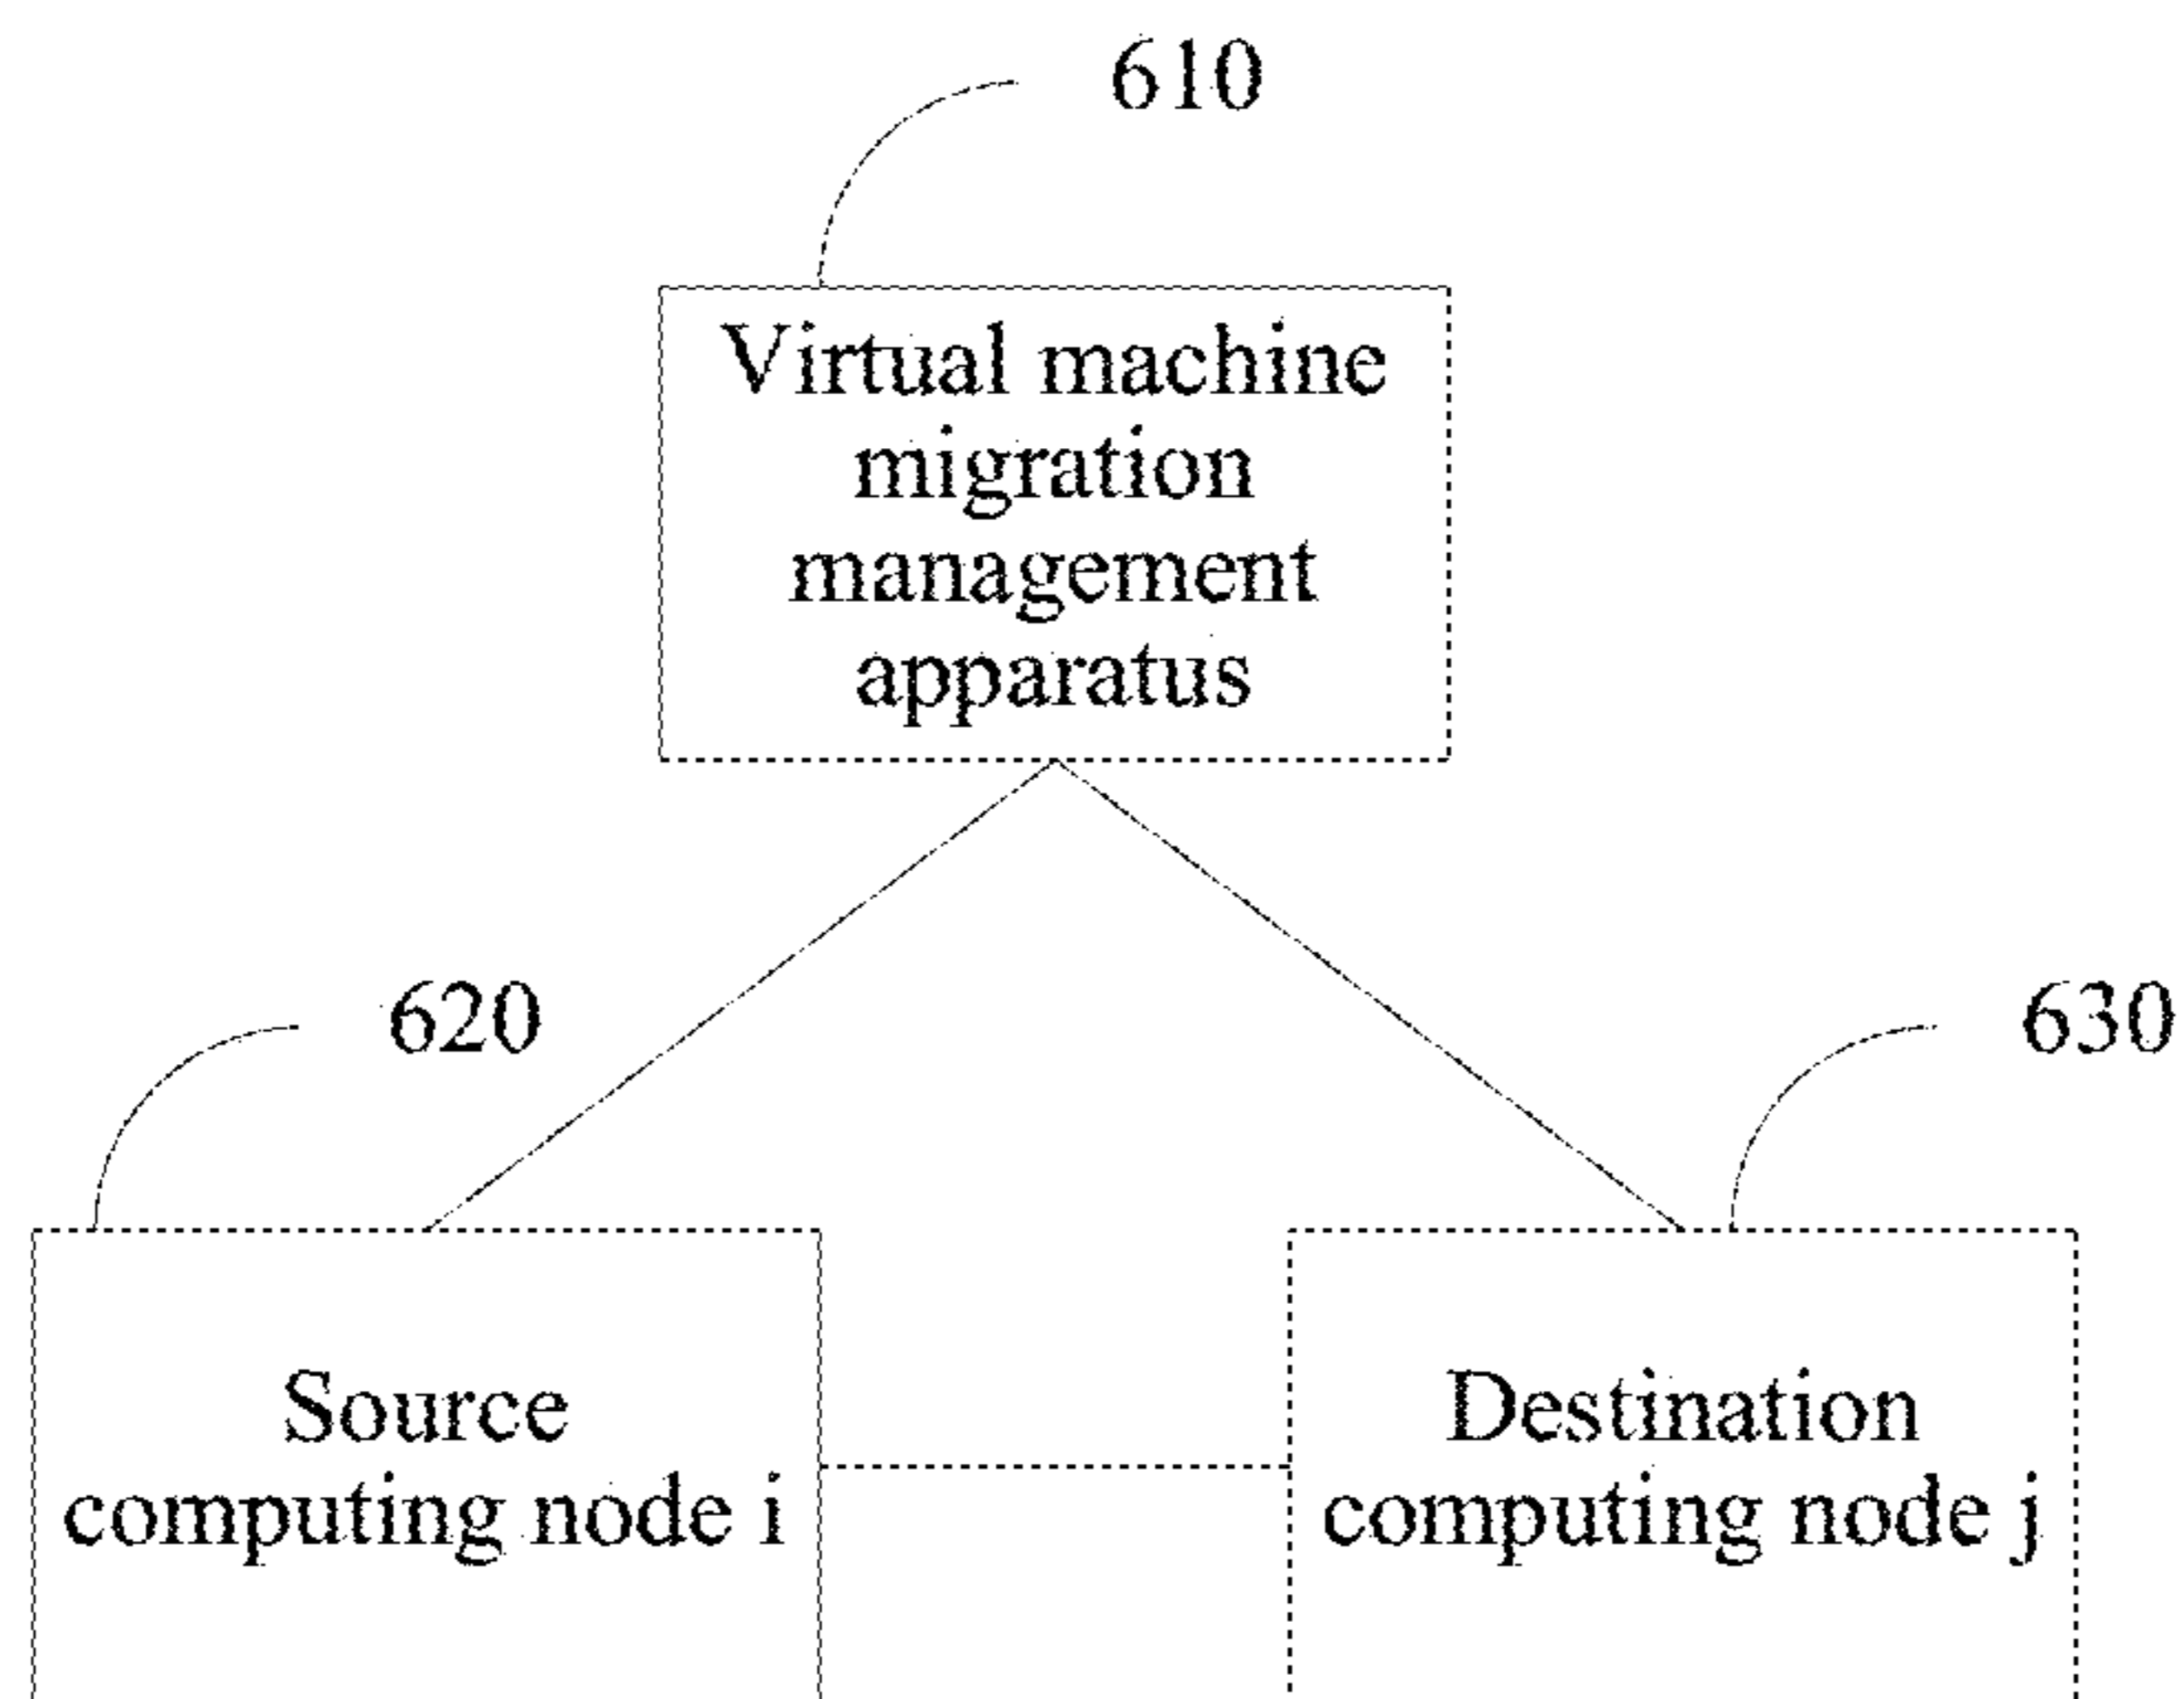 610
Virtual machine
migration
management
apparatus
620
630
Source
computing node i
Destination
computing node j